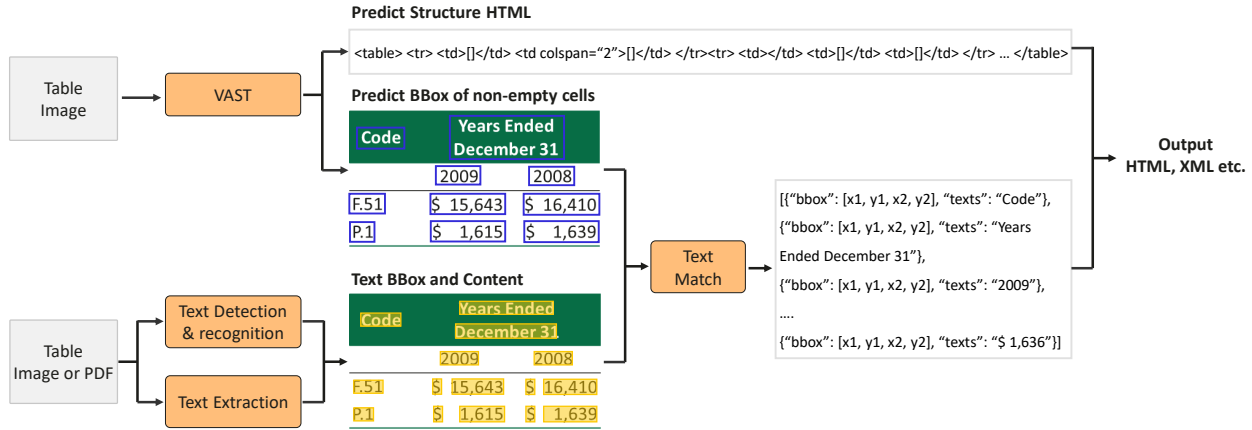 Predict Structure HTML
<table> <tr> <td>[]</td> <td colspan=“2”>[]</td> </tr><tr> <td></td> <td>[]</td> <td>[]</td> </tr> ... </table>
Table
Image
VAST
Predict BBox of non-empty cells
Code
Years Ended
December 31
2009 2008
F.51 $ 15,643 $ 16,410
P.1 $ 1,615 $ 1,639
Text BBox and Content
Table
Image or PDF
Text Detection
& recognition
Text Extraction
Code
Years Ended
December 31
2009 2008
F.51 $ 15,643 $ 16,410
P.1 $ 1,615 $ 1,639
Text
Match
[{“bbox”: [x1, y1, x2, y2], “texts”: “Code”},
{“bbox”: [x1, y1, x2, y2], “texts”: “Years
Ended December 31”},
{“bbox”: [x1, y1, x2, y2], “texts”: “2009”},
....
{“bbox”: [x1, y1, x2, y2], “texts”: “$ 1,636”}]
Output
HTML, XML etc.